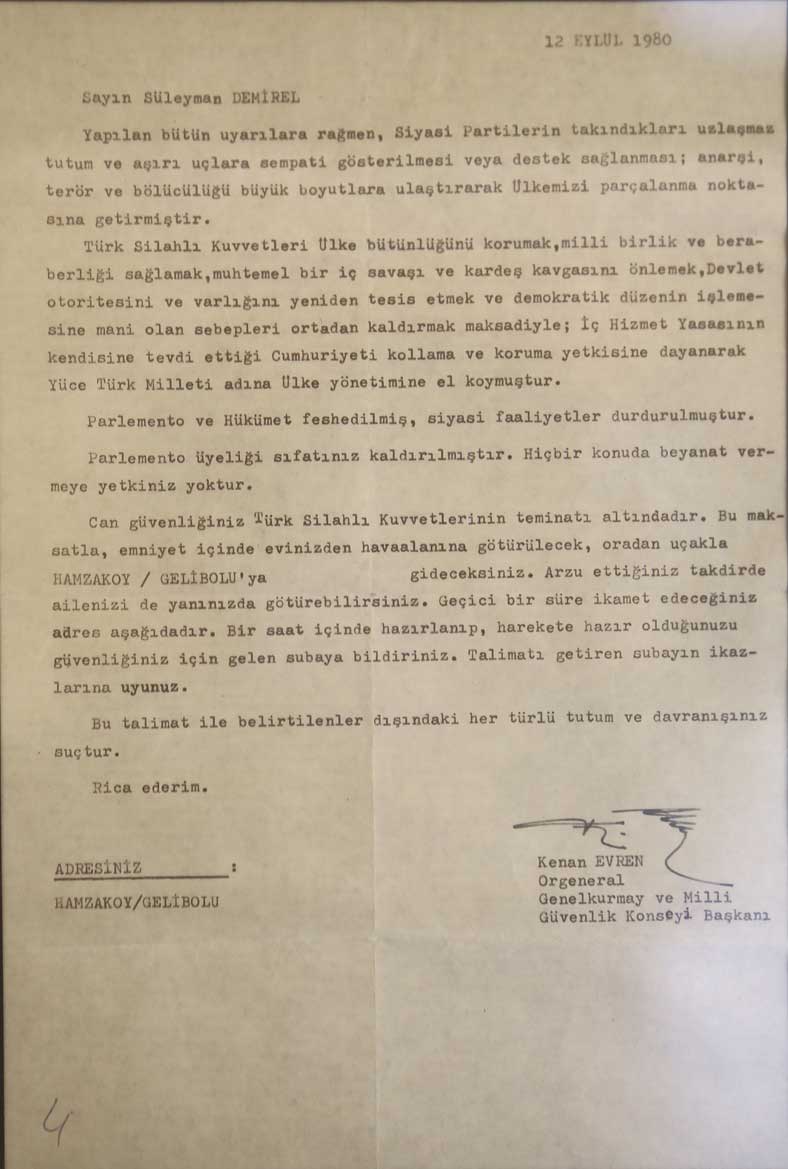 12 EYLUL 1980
Sayın Süleyman DEMİREL
Yapılan bütün uyarılara rağmen, Siyasi Partilerin takındıkları uzlaşmaz
tutum ve aşırı uçlara sempati gösterilmesi veya destek sağlanması; anarşi,
terör ve bölücülüğü büyük boyutlara ulaştırarak Ülkemizi parçalanma nokta-
sına getirmiştir.
Türk Silahlı Kuvvetleri Ülke bütünlüğünü korumak,milli birlik ve bera-
berliği sağlamak,muhtemel bir iç savaşı ve kardeş kavgasını önlemek,Devlet
otoritesini ve varlığını yeniden tesis etmek ve demokratik düzenin işleme-
sine mani olan sebepleri ortadan kaldırmak maksadiyle; İç Hizmet Yasasının
kendisine tevdi ettiği Cumhuriyeti kollama ve koruma yetkisine dayanarak
Yüce Türk Milleti adına Ülke yönetimine el koymuştur.
Parlemento ve Hükümet feshedilmiş, siyasi faaliyetler durdurulmuştur.
Parlemento üyeliği sıfatınız kaldırılmıştır. Hiçbir konuda beyanat ver-
meye yetkiniz yoktur.
Can güvenliğiniz Türk Silahlı Kuvvetlerinin teminatı altındadır. Bu mak-
satla, emniyet içinde evinizden havaalanına götürülecek, oradan uçakla
HAMZAKOY / GELİBOLU'ya gideceksiniz. Arzu ettiğiniz takdirde
ailenizi de yanınızda götürebilirsiniz. Geçici bir süre ikamet edeceğiniz
adres aşağıdadır. Bir saat içinde hazırlanıp, harekete hazır olduğunuzu
güvenliğiniz için gelen subaya bildiriniz. Talimatı getiren subayın ikaz-
larına uyunuz.
Bu talimat ile belirtilenler dışındaki her türlü tutum ve davranışınız
suçtur.
Rica ederim.
Kenan EVREN
Orgeneral
Genelkurmay ve Milli
Güvenlik Konseyi Başkanı
ADRESİNİZ :
HAMZAKOY/GELİBOLU
4